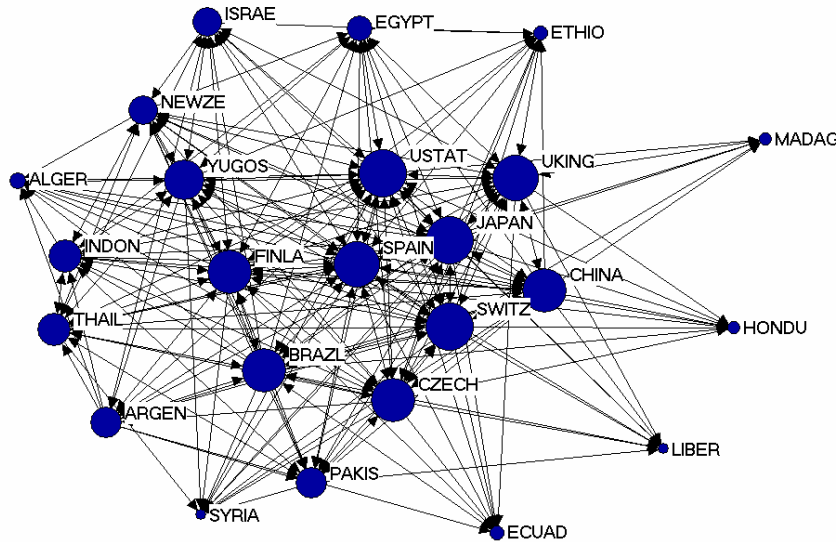 ISRAE
EGYPT
ETHIO
NEWZE
MADAG
YUGOS
USTAT
UKING
ALGER
JAPAN
INDON
FINLA
SPAIN
CHINA
THAIL
SWITZ
HONDU
BRAZL
CZECH
ARGEN
LIBER
PAKIS
SYRIA
ECUAD